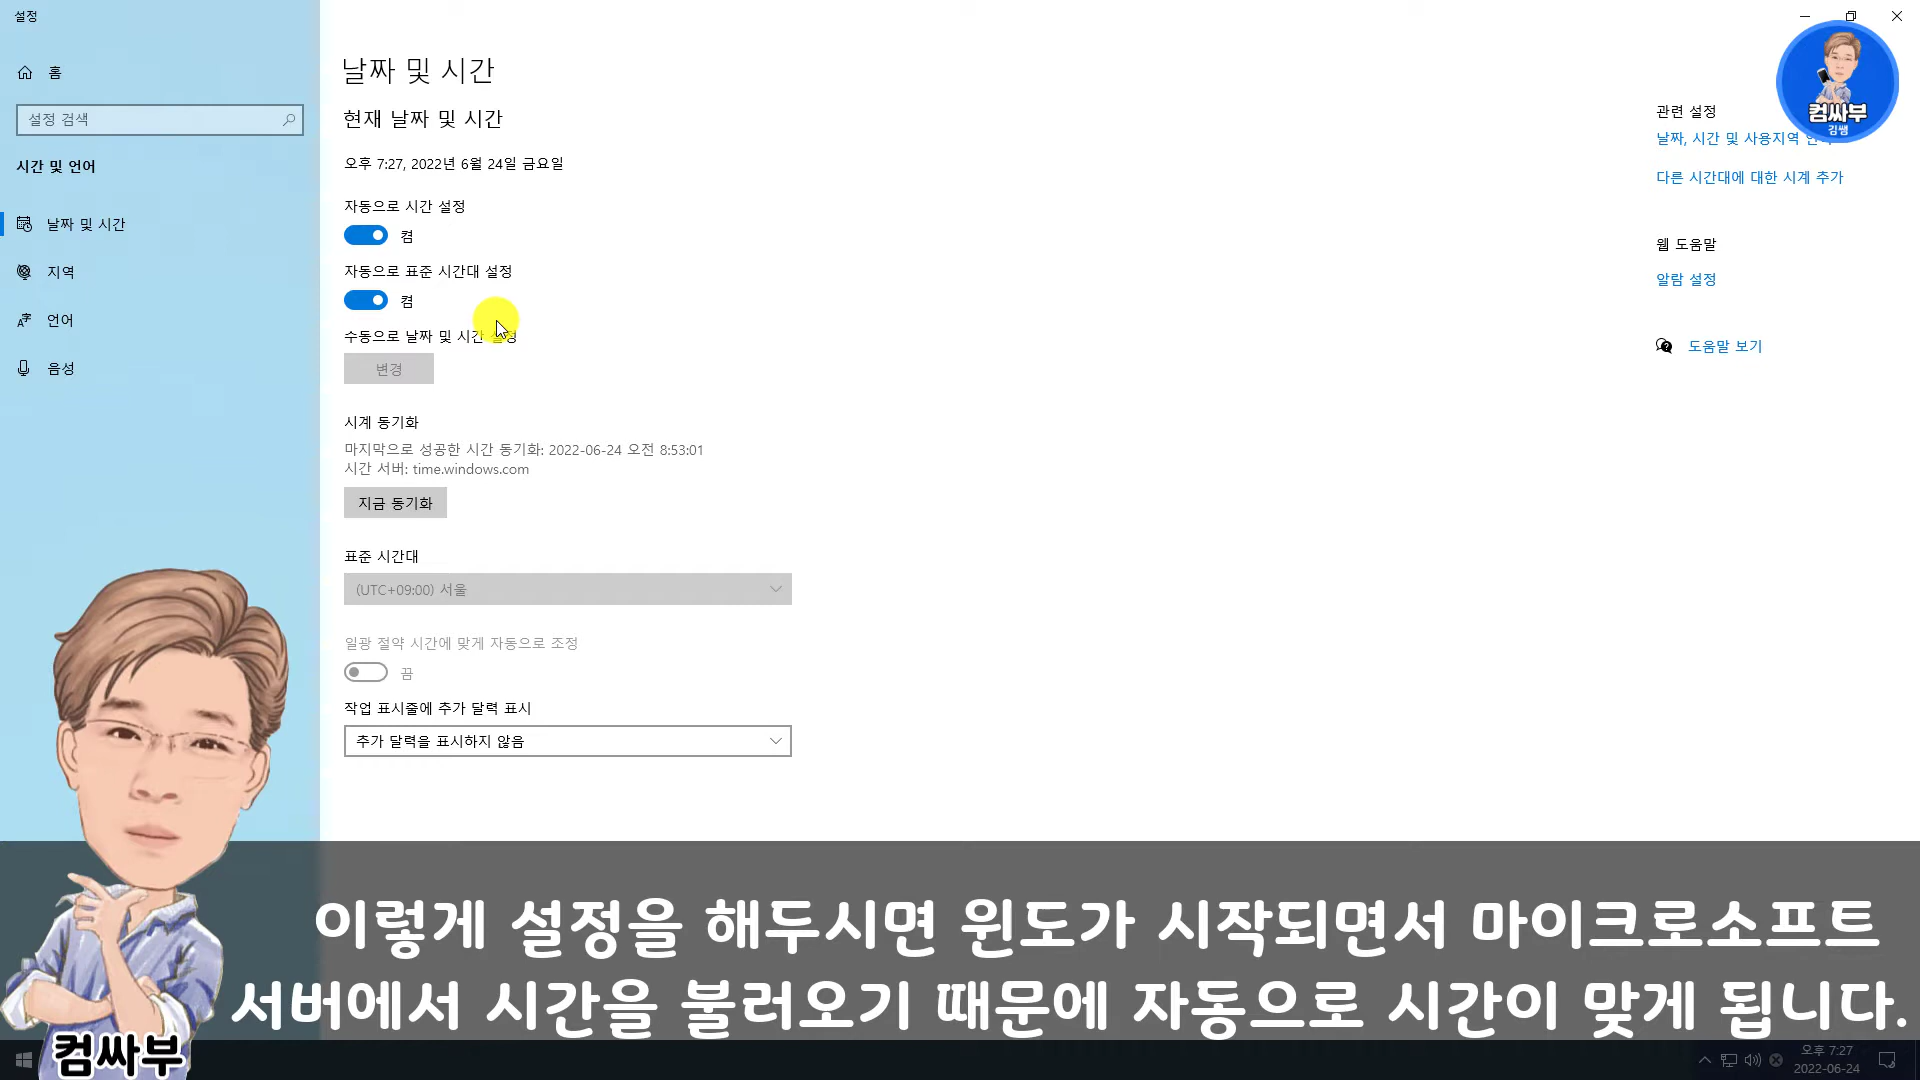 설정
홈
설정 검색
시간 및 언어
날짜 및 시간
지역
언어
음성
날짜 및 시간
현재 날짜 및 시간
오후 7:27, 2022년 6월 24일 금요일
자동으로 시간 설정
켬
자동으로 표준 시간대 설정
켬
수동으로 날짜 및 시간 설정
변경
시계 동기화
마지막으로 성공한 시간 동기화: 2022-06-24 오전 8:53:01
시간 서버: time.windows.com
지금 동기화
표준 시간대
(UTC+09:00) 서울
일광 절약 시간에 맞게 자동으로 조정
끔
작업 표시줄에 추가 달력 표시
추가 달력을 표시하지 않음
컴싸부
김쌤
관련 설정
날짜, 시간 및 사용지역
다른 시간대에 대한 시계 추가
웹 도움말
알람 설정
도움말 보기
이렇게 설정을 해두시면 윈도가 시작되면서 마이크로소프트
서버에서 시간을 불러오기 때문에 자동으로 시간이 맞게 됩니다.
컴싸부
오후 7:27
2022-06-24